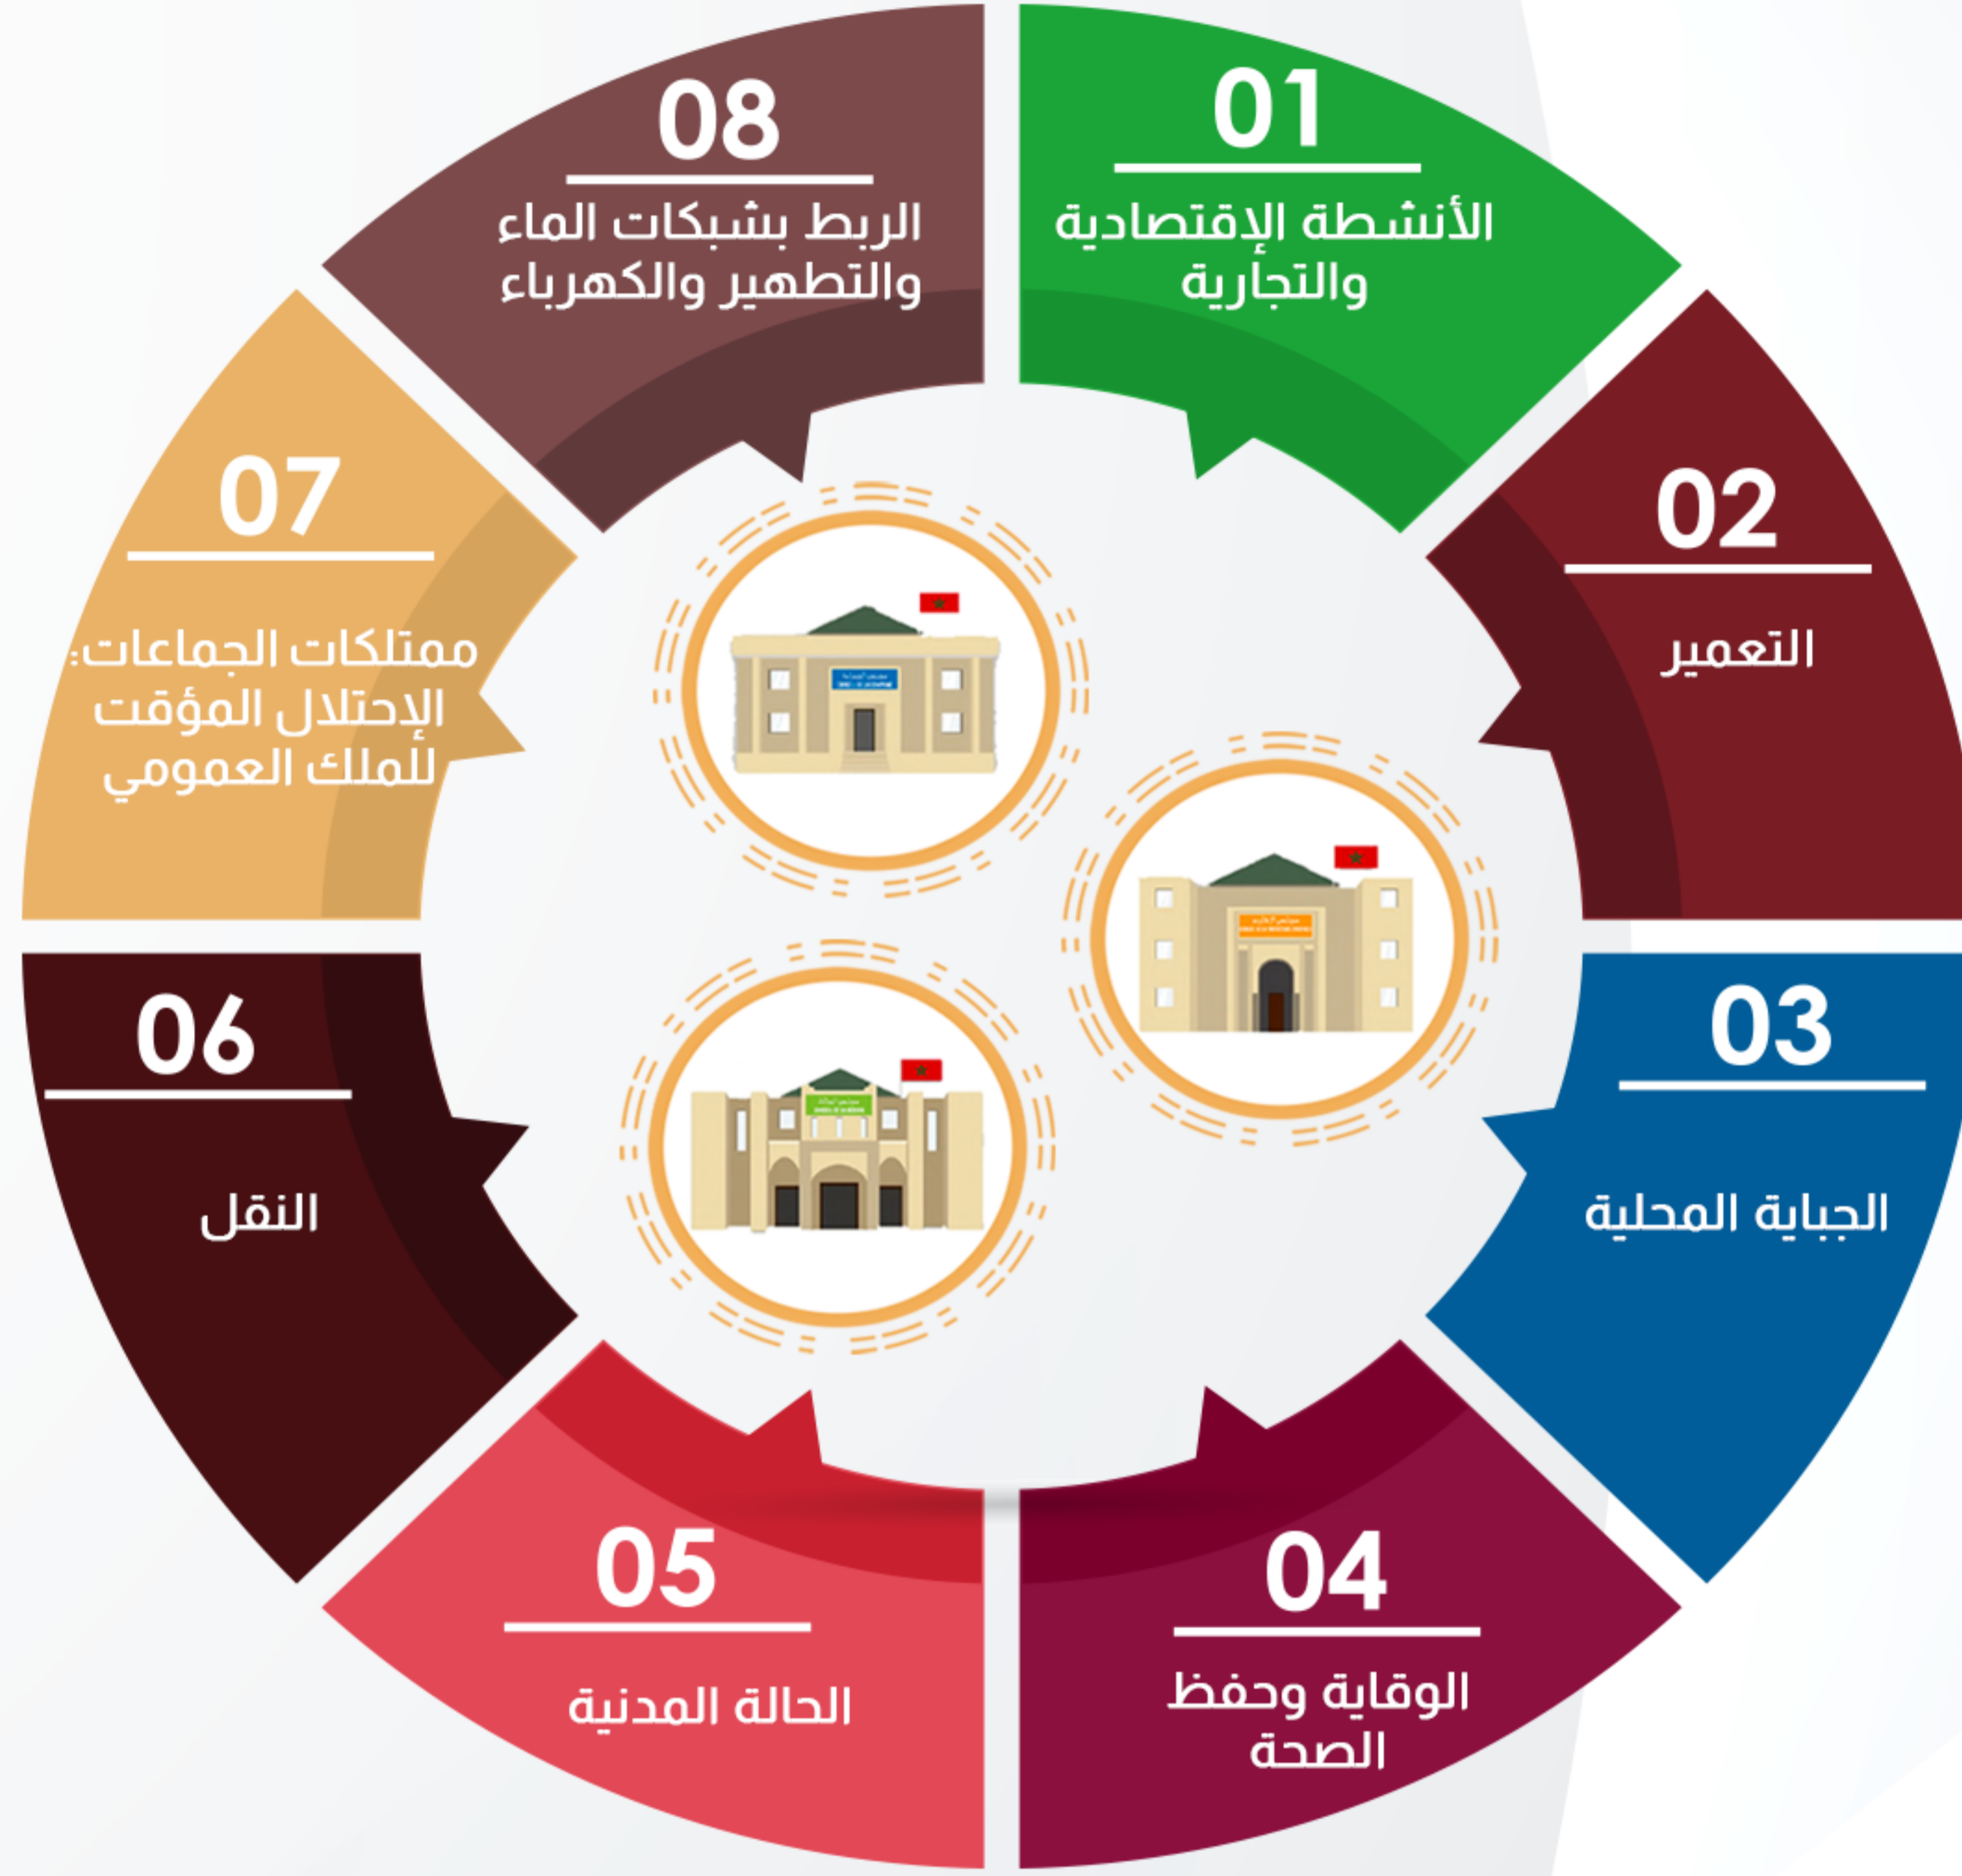 01
الأنشطة الإقتصادية
والتجارية
02
التعمير
03
الجباية المحلية
04
الوقاية وحفظ
الصحة
05
الحالة المدنية
06
النقل
07
ممتلكات الجماعات:
الإحتلال المؤقت
للملك العمومي
08
الربط بشبكات الماء
والتطهير والكهرباء